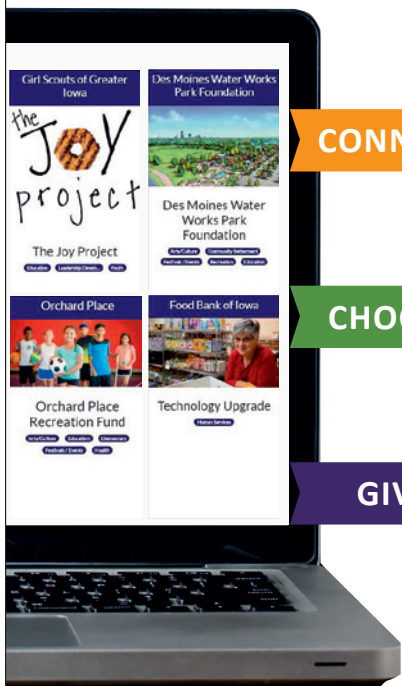 Girl Scouts of Greater
Iowa
the
JOY
project
The Joy Project
Education Leadership Develo... Youth
Des Moines Water Works
Park Foundation
Des Moines Water
Works Park
Foundation
Arts/Culture Community Betterment
Festivals / Events Recreation Education
CONN
Orchard Place
Orchard Place
Recreation Fund
Arts/Culture Education Elementary
Festivals / Events Health
Food Bank of Iowa
Technology Upgrade
Human Services
CHOO
GIV